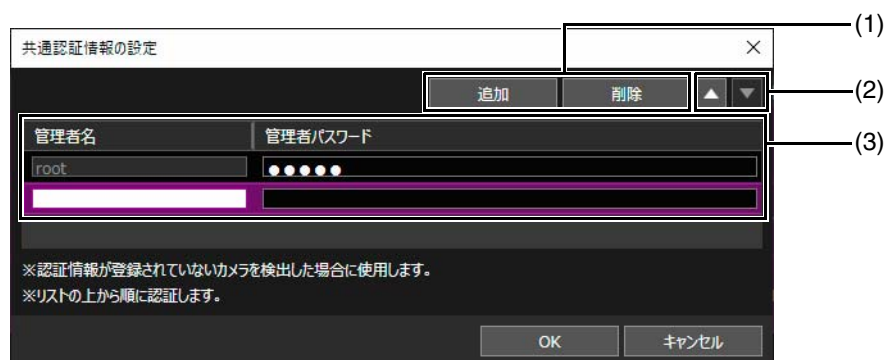 (1)
共通認証情報の設定
追加 削除
(2)
管理者名 管理者パスワード
(3)
root ●●●●●
※認証情報が登録されていないカメラを検出した場合に使用します。
※リストの上から順に認証します。
OK キャンセル